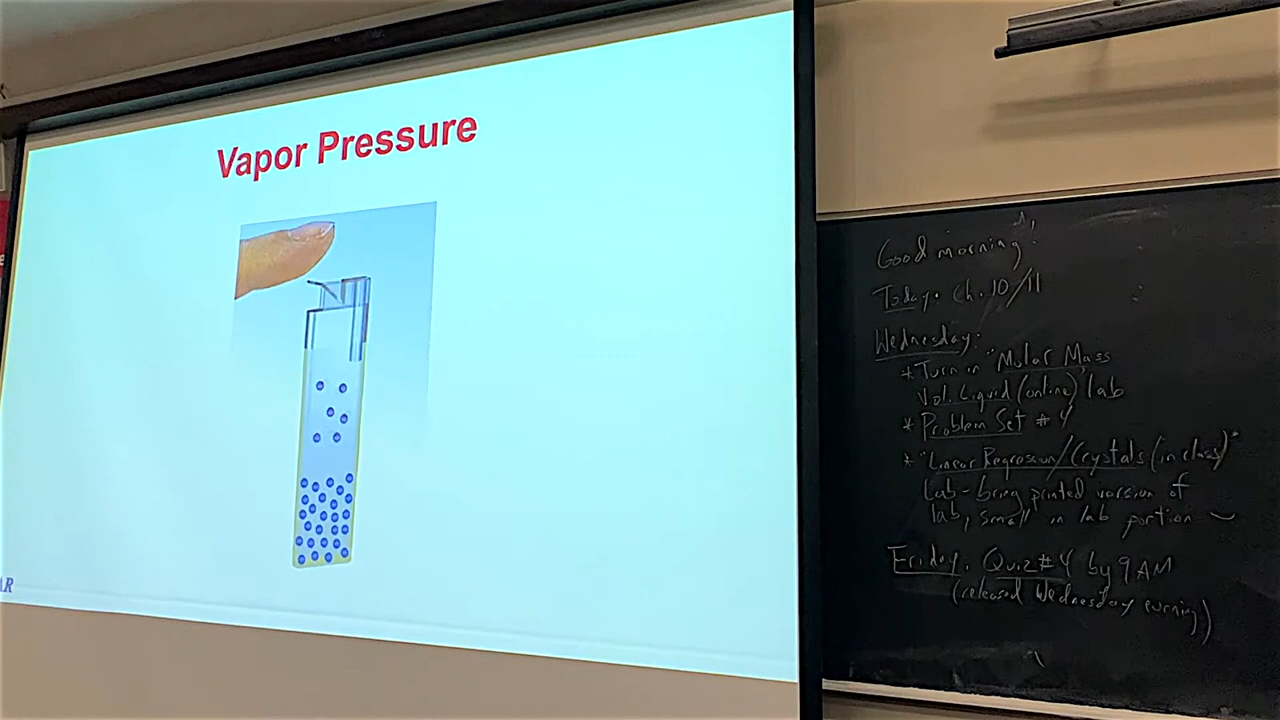 Vapor Pressure
AR
Good morning!
Today: Ch. 10/11
Wednesday:
* Turn in "Molar Mass
Vol. Liquid (online) lab
* Problem Set #4
* "Linear Regression/Crystals (in class)"
Lab - bring printed version of
lab, small in lab portion
Friday. Quiz #4 by 9AM
(released Wednesday evening)